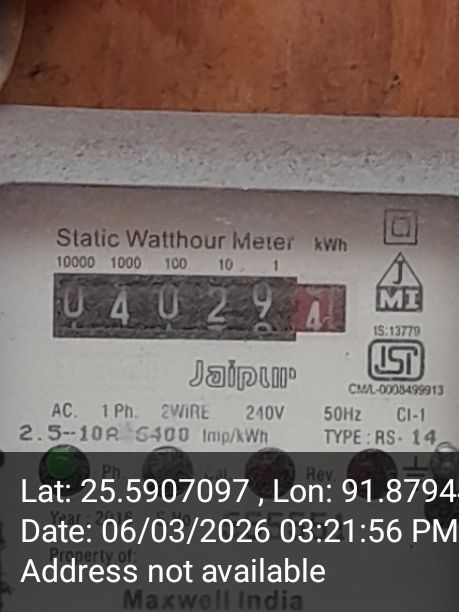 Static Watthour Meter kWh
10000 1000 100 10 1
0 4 0 2 9 4
J
MI
IS:13779
ISI
Jaipur
CM/L-0008499913
AC. 1 Ph. 2WiRE 240V 50Hz Cl-1
2.5--10A 6400 Imp/kWh TYPE : RS- 14
Ph. Cal Rev.
Lat: 25.5907097 , Lon: 91.8794
Date: 06/03/2026 03:21:56 PM
Property of:
Address not available
Maxwell India